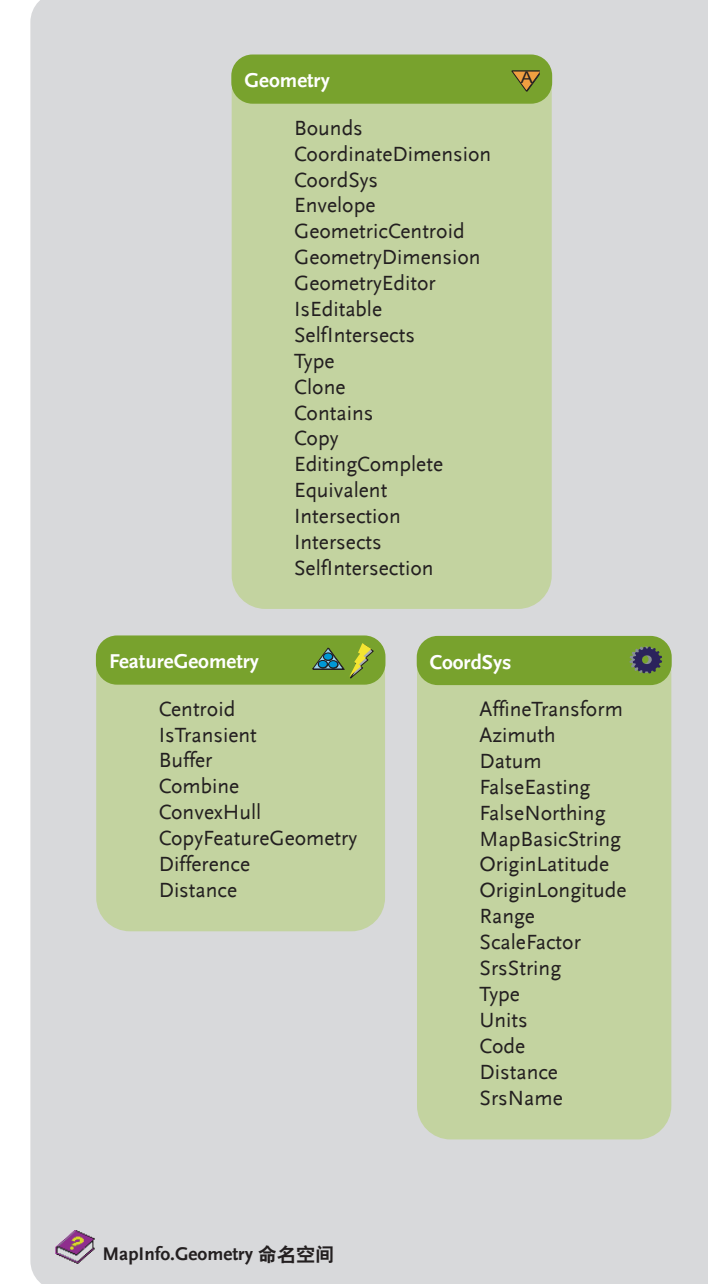 Geometry
A
Bounds
CoordinateDimension
CoordSys
Envelope
GeometricCentroid
GeometryDimension
GeometryEditor
IsEditable
SelfIntersects
Type
Clone
Contains
Copy
EditingComplete
Equivalent
Intersection
Intersects
SelfIntersection
FeatureGeometry
Centroid
IsTransient
Buffer
Combine
ConvexHull
CopyFeatureGeometry
Difference
Distance
CoordSys
AffineTransform
Azimuth
Datum
FalseEasting
FalseNorthing
MapBasicString
OriginLatitude
OriginLongitude
Range
ScaleFactor
SrsString
Type
Units
Code
Distance
SrsName
?
MapInfo.Geometry 命名空间